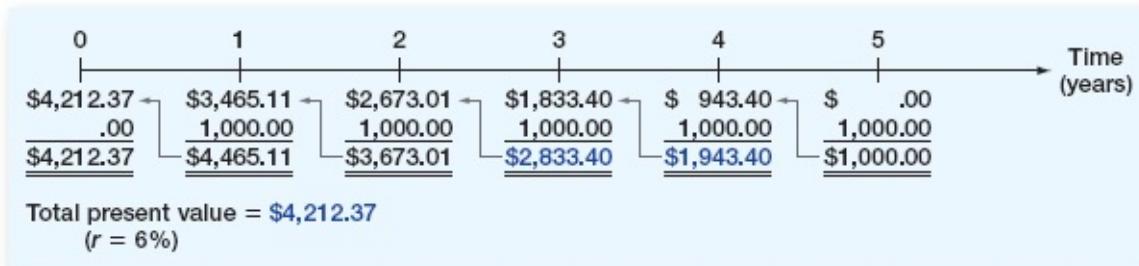 0 1 2 3 4 5
Time
(years)
$4,212.37 $3,465.11 $2,673.01 $1,833.40 $ 943.40 $ .00
.00 1,000.00 1,000.00 1,000.00 1,000.00 1,000.00
$4,212.37 $4,465.11 $3,673.01 $2,833.40 $1,943.40 $1,000.00
Total present value = $4,212.37
(r = 6%)